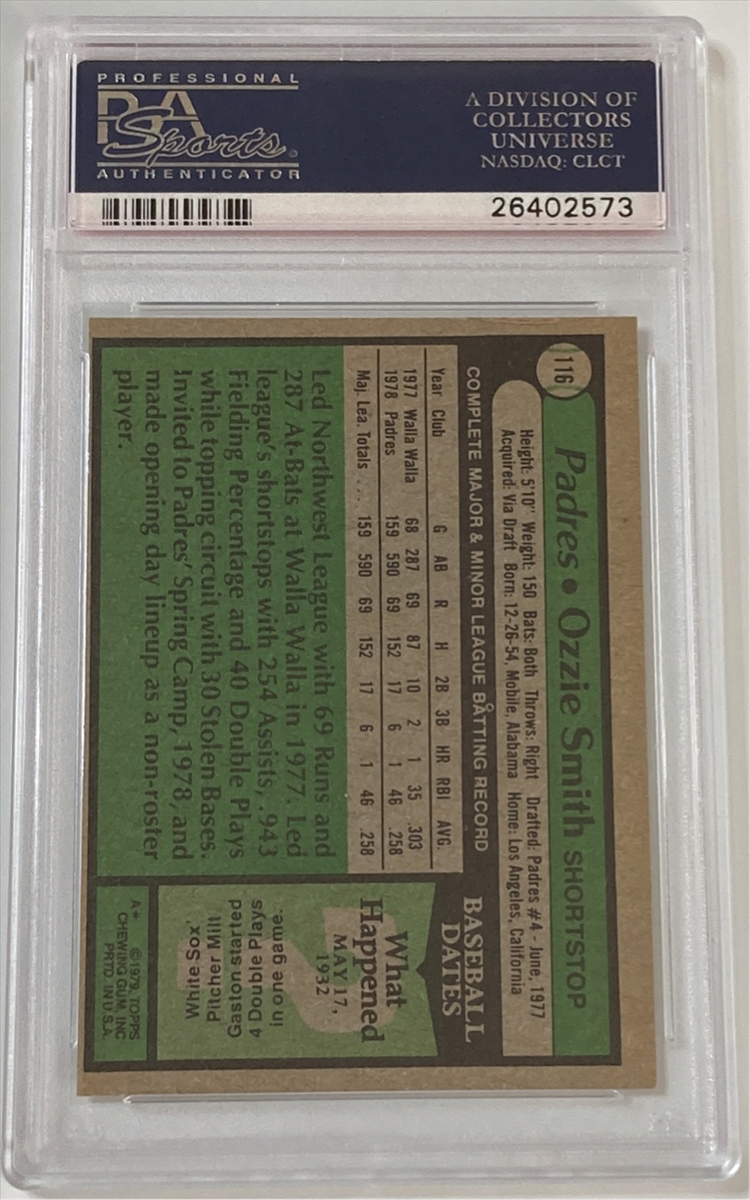 PROFESSIONAL
PSA
Sports
AUTHENTICATOR
A DIVISION OF
COLLECTORS
UNIVERSE
NASDAQ: CLCT
26402573
116
Padres • Ozzie Smith SHORTSTOP
Height: 5'10" Weight: 150 Bats: Both Throws: Right Drafted: Padres #4 - June, 1977
Acquired: Via Draft Born: 12-26-54, Mobile, Alabama Home: Los Angeles, California
COMPLETE MAJOR & MINOR LEAGUE BATTING RECORD
Year Club G AB R H 2B 3B HR RBI AVG.
1977 Walla Walla 68 287 69 87 10 2 1 35 .303
1978 Padres 159 590 69 152 17 6 1 46 .258
Maj. Lea. Totals . . . 159 590 69 152 17 6 1 46 .258
Led Northwest League with 69 Runs and
287 At-Bats at Walla Walla in 1977. Led
league's shortstops with 254 Assists, .943
Fielding Percentage and 40 Double Plays
while topping circuit with 30 Stolen Bases.
Invited to Padres' Spring Camp, 1978, and
made opening day lineup as a non-roster
player.
BASEBALL
DATES
What
Happened
MAY 17,
1932
White Sox'
Pitcher Milt
Gaston started
4 Double Plays
in one game.
A* ©1979, TOPPS
CHEWING GUM, INC
PRTD. IN U.S.A.